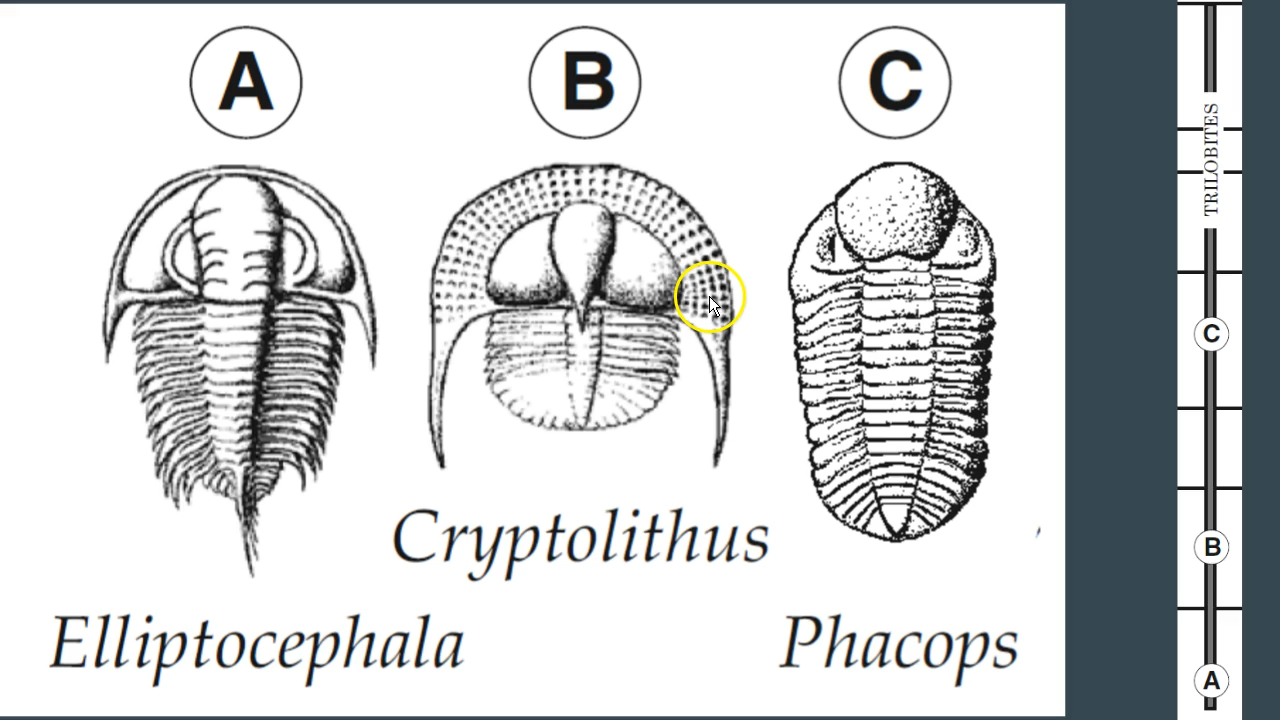 A
B
C
Cryptolithus
Elliptocephala
Phacops
TRILOBITES
C
B
A